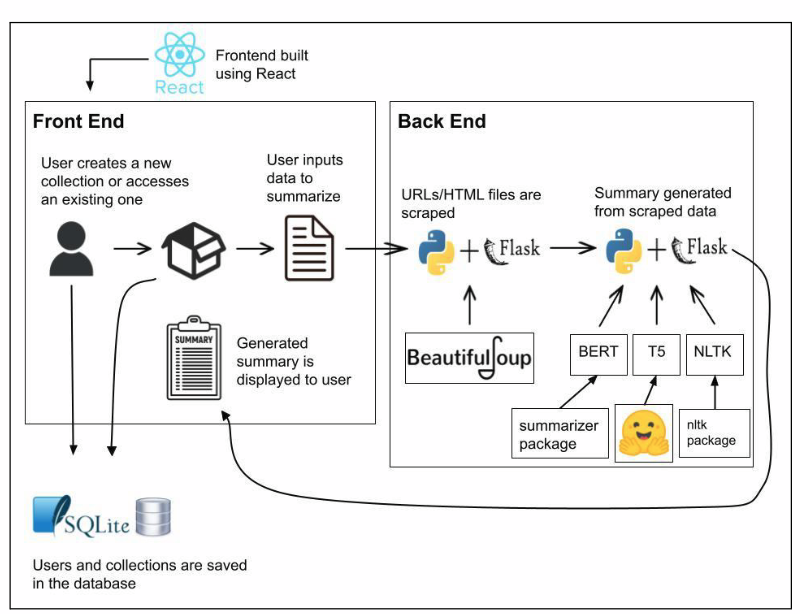 React
Frontend built
using React
Front End
User creates a new
collection or accesses
an existing one
User inputs
data to
summarize
SUMMARY
Generated
summary is
displayed to user
Back End
URLs/HTML files are
scraped
Summary generated
from scraped data
+ Flask
+ Flask
BeautifulSoup
BERT
T5
NLTK
summarizer
package
nltk
package
SQLite
Users and collections are saved
in the database